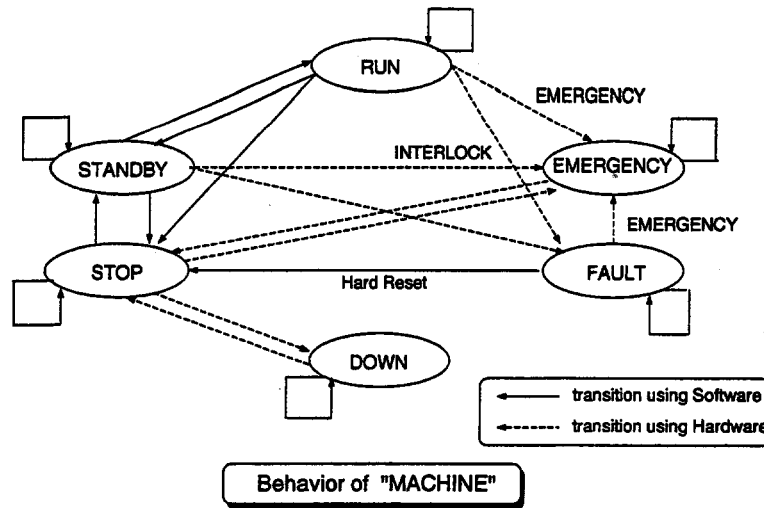 RUN
EMERGENCY
STANDBY
INTERLOCK
EMERGENCY
EMERGENCY
STOP
Hard Reset
FAULT
DOWN
transition using Software
transition using Hardware
Behavior of "MACHINE"